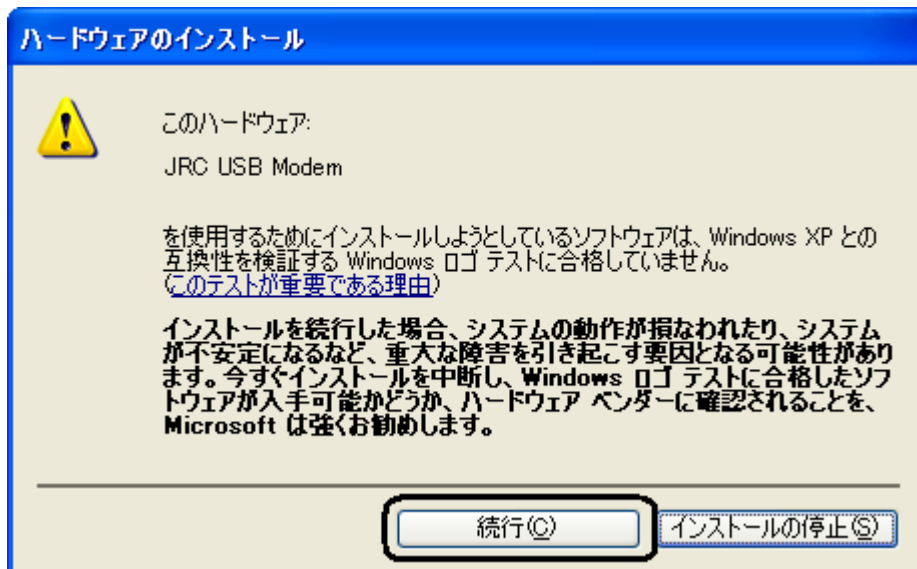 ハードウェアのインストール
このハードウェア:
JRC USB Modem
を使用するためにインストールしようとしているソフトウェアは、Windows XP との
互換性を検証する Windows ロゴ テストに合格していません。
(このテストが重要である理由)
インストールを続行した場合、システムの動作が損なわれたり、システム
が不安定になるなど、重大な障害を引き起こす要因となる可能性があり
ます。今すぐインストールを中断し、Windows ロゴ テストに合格したソフ
トウェアが入手可能かどうか、ハードウェア ベンダーに確認されることを、
Microsoft は強くお勧めします。
続行(C) インストールの停止(S)